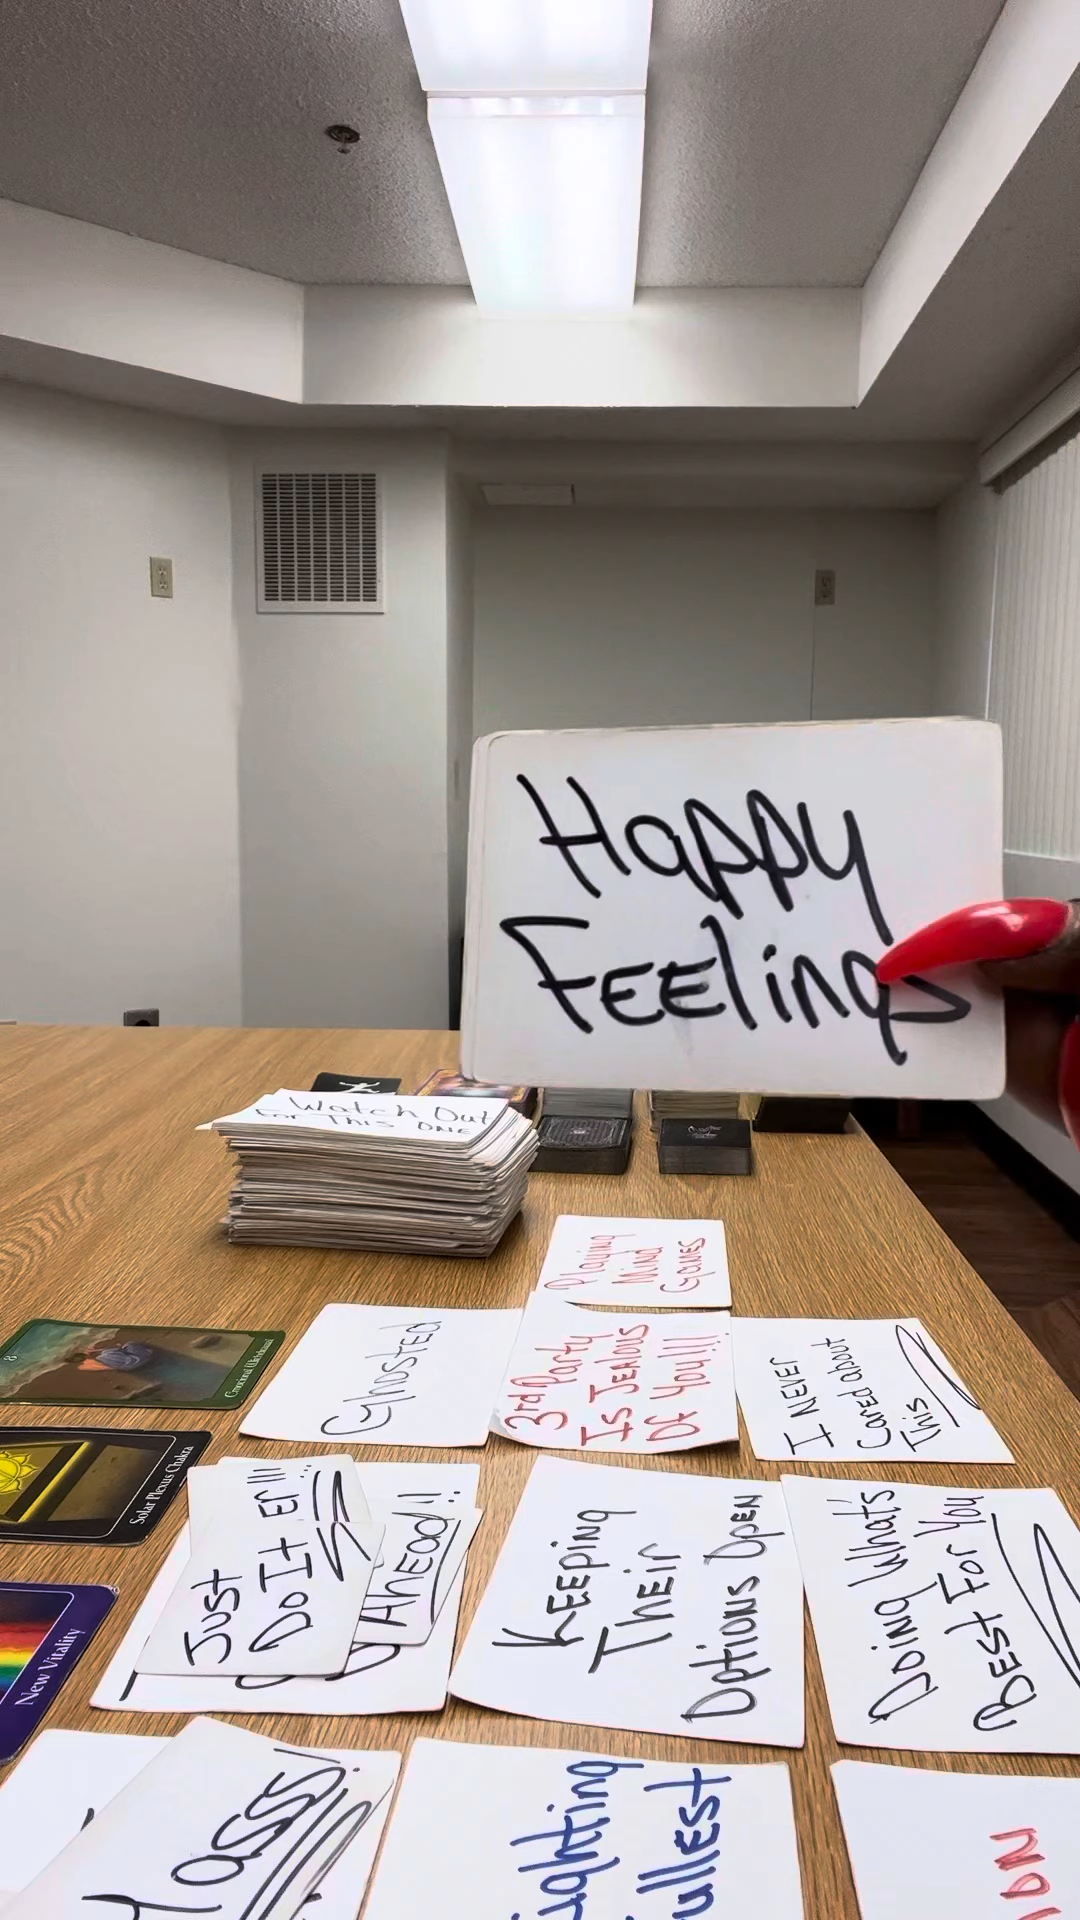 Happy
FEElings
Watch Out
For This ONE
Playing
Mind
Games
Ghosted
3rd Party
Is Jealous
Of You!!!
I NEVER
Cared about
This
8
Solar Plexus Chakra
New Vitality
Just
Do It
Ahead!!
KEEping
Their
Options Open
Doing What's
Best For You